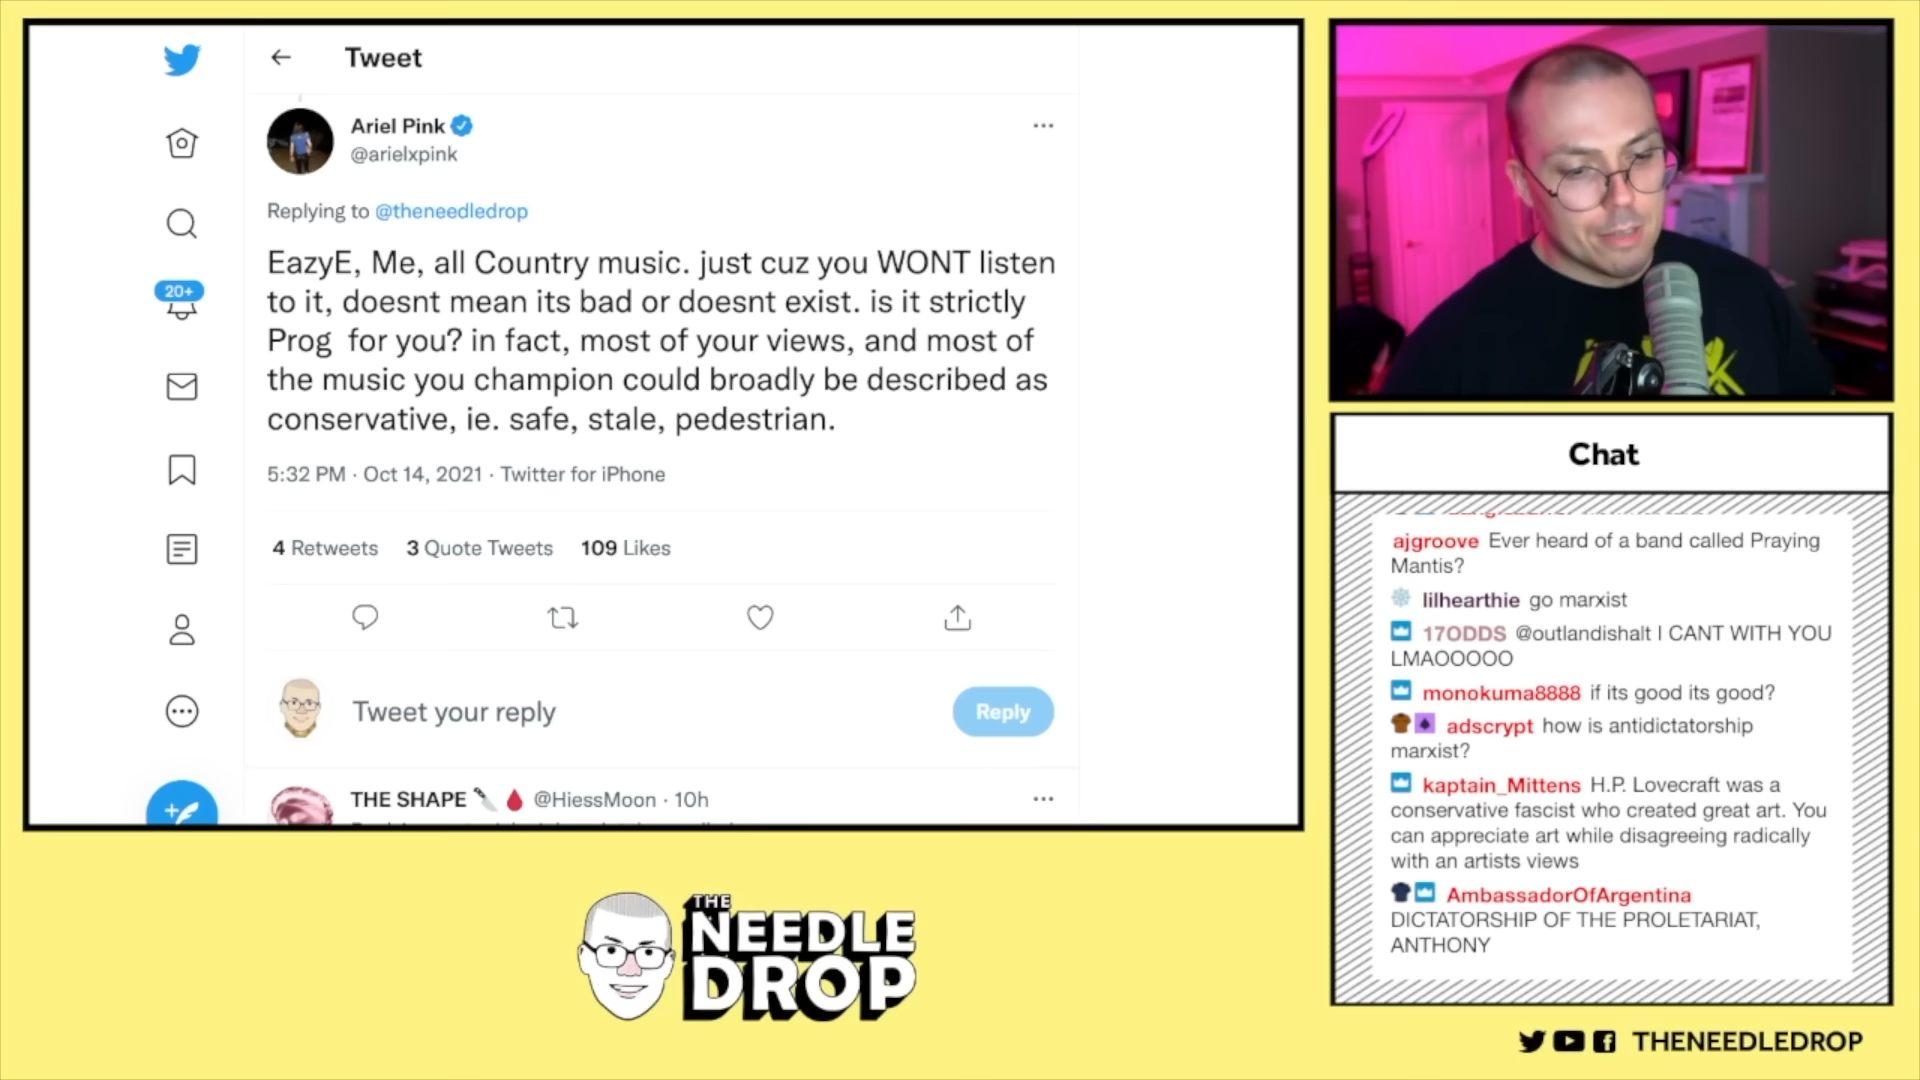 Tweet
Ariel Pink
@arielxpink
Replying to @theneedledrop
EazyE, Me, all Country music. just cuz you WONT listen
to it, doesnt mean its bad or doesnt exist. is it strictly
Prog  for you? in fact, most of your views, and most of
the music you champion could broadly be described as
conservative, ie. safe, stale, pedestrian.
5:32 PM · Oct 14, 2021 · Twitter for iPhone
4 Retweets 3 Quote Tweets 109 Likes
Tweet your reply
Reply
THE SHAPE @HiessMoon · 10h
20+
Chat
ajgroove Ever heard of a band called Praying
Mantis?
lilhearthie go marxist
17ODDS @outlandishalt I CANT WITH YOU
LMAOOOOO
monokuma8888 if its good its good?
adscrypt how is antidictatorship
marxist?
kaptain_Mittens H.P. Lovecraft was a
conservative fascist who created great art. You
can appreciate art while disagreeing radically
with an artists views
AmbassadorOfArgentina
DICTATORSHIP OF THE PROLETARIAT,
ANTHONY
THE
NEEDLE
DROP
THENEEDLEDROP